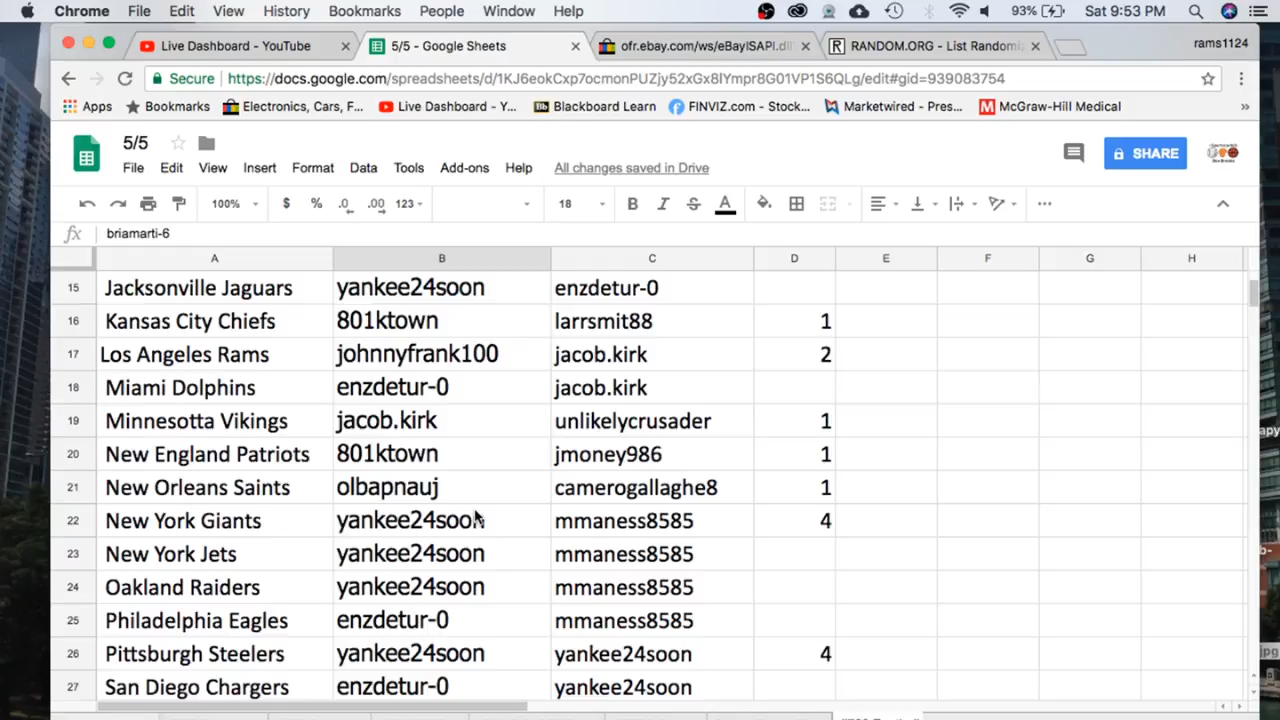 Chrome File Edit View History Bookmarks People Window Help 93% Sat 9:53 PM
Live Dashboard - YouTube × 5/5 - Google Sheets × ofr.ebay.com/ws/eBayISAPI.dll × RANDOM.ORG - List Randomi × rams1124
Secure https://docs.google.com/spreadsheets/d/1KJ6eokCxp7ocmonPUZjy52xGx8IYmpr8G01VP1S6QLg/edit#gid=939083754
Apps Bookmarks Electronics, Cars, F... Live Dashboard - Y... Bb Blackboard Learn FINVIZ.com - Stock... Marketwired - Pres... M McGraw-Hill Medical »
5/5
File Edit View Insert Format Data Tools Add-ons Help All changes saved in Drive SHARE
100% $ % .0 .00 123 18 B I S A
fx briamarti-6
A B C D E F G H
15 Jacksonville Jaguars yankee24soon enzdetur-0
16 Kansas City Chiefs 801ktown larrsmit88 1
17 Los Angeles Rams johnnyfrank100 jacob.kirk 2
18 Miami Dolphins enzdetur-0 jacob.kirk
19 Minnesotta Vikings jacob.kirk unlikelycrusader 1
20 New England Patriots 801ktown jmoney986 1
21 New Orleans Saints olbapnauj camerogallaghe8 1
22 New York Giants yankee24soon mmaness8585 4
23 New York Jets yankee24soon mmaness8585
24 Oakland Raiders yankee24soon mmaness8585
25 Philadelphia Eagles enzdetur-0 mmaness8585
26 Pittsburgh Steelers yankee24soon yankee24soon 4
27 San Diego Chargers enzdetur-0 yankee24soon